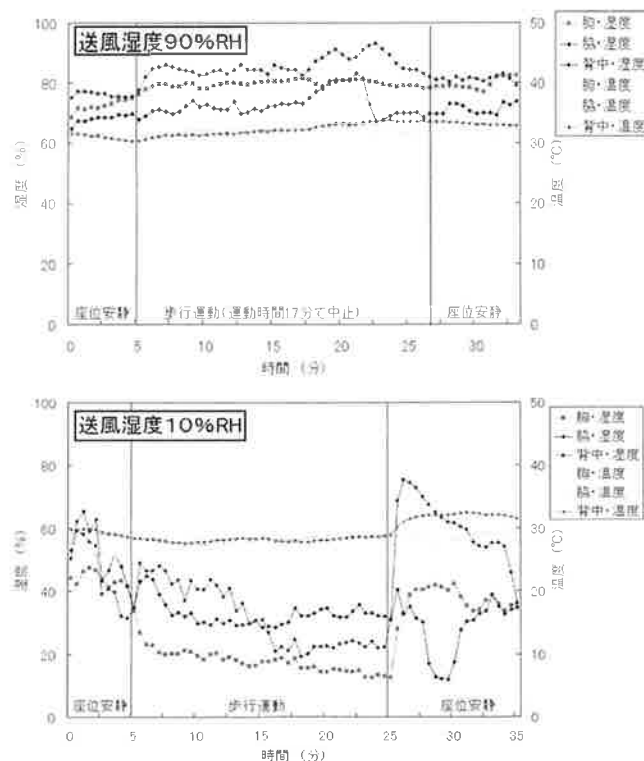 送風湿度90%RH
100
80
60
40
20
0
湿度 (%)
50
40
30
20
10
0
温度 (℃)
座位安静
歩行運動(運動時間17分で中止)
座位安静
0 5 10 15 20 25 30
時間 (分)
胸・湿度
脇・湿度
背中・湿度
胸・温度
脇・温度
背中・温度
送風湿度10%RH
100
80
60
40
20
0
湿度 (%)
50
40
30
20
10
0
温度 (℃)
座位安静
歩行運動
座位安静
0 5 10 15 20 25 30 35
時間 (分)
胸・湿度
脇・湿度
背中・湿度
胸・温度
脇・温度
背中・温度